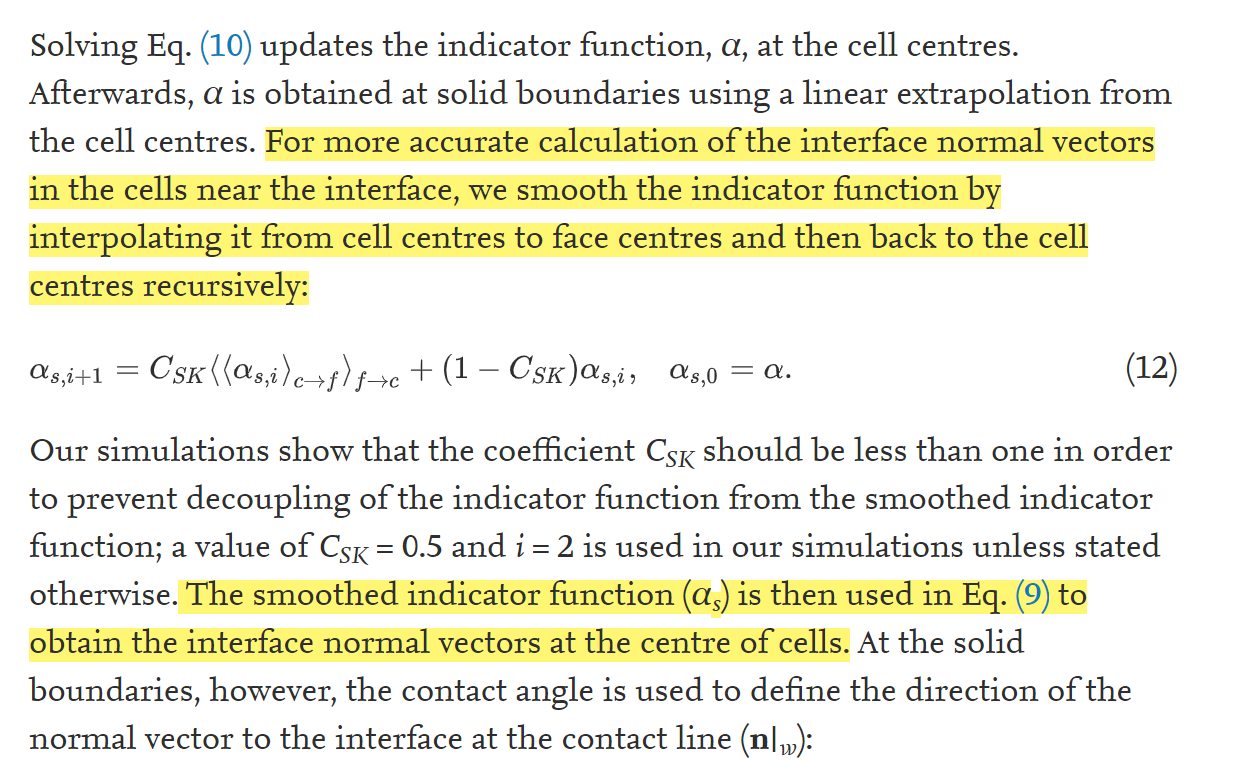 Solving Eq. (10) updates the indicator function, α, at the cell centres.
Afterwards, α is obtained at solid boundaries using a linear extrapolation from
the cell centres. For more accurate calculation of the interface normal vectors
in the cells near the interface, we smooth the indicator function by
interpolating it from cell centres to face centres and then back to the cell
centres recursively:
α_{s,i+1} = C_{SK}⟨⟨α_{s,i}⟩_{c→f}⟩_{f→c} + (1 − C_{SK})α_{s,i}, α_{s,0} = α. (12)
Our simulations show that the coefficient C_{SK} should be less than one in order
to prevent decoupling of the indicator function from the smoothed indicator
function; a value of C_{SK} = 0.5 and i = 2 is used in our simulations unless stated
otherwise. The smoothed indicator function (α_s) is then used in Eq. (9) to
obtain the interface normal vectors at the centre of cells. At the solid
boundaries, however, the contact angle is used to define the direction of the
normal vector to the interface at the contact line (n|_w):